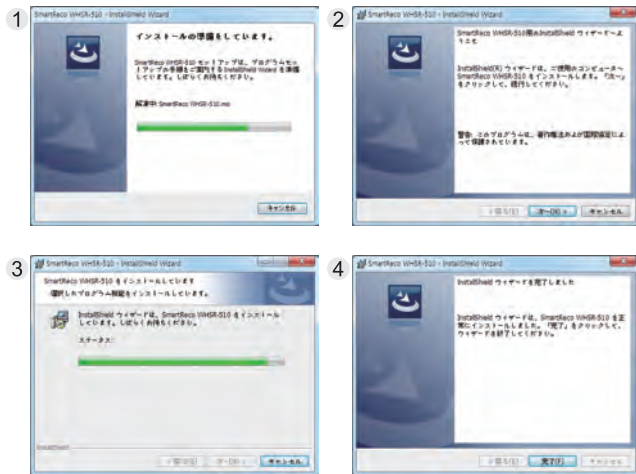 1
SmartReco WHSR-510 - InstallShield Wizard
インストールの準備をしています。
SmartReco WHSR-510 セットアップは、プログラムセッ
トアップの手順をご案内する InstallShield Wizard を準備
しています。しばらくお待ちください。
解凍中: SmartReco WHSR-510.msi
キャンセル
2
SmartReco WHSR-510 - InstallShield Wizard
SmartReco WHSR-510用のInstallShield ウィザードへよ
うこそ
InstallShield(R) ウィザードは、ご使用のコンピュータへ
SmartReco WHSR-510 をインストールします。「次へ」
をクリックして、続行してください。
警告: このプログラムは、著作権法および国際協定によ
って保護されています。
< 戻る(B)
次へ(N) >
キャンセル
3
SmartReco WHSR-510 - InstallShield Wizard
SmartReco WHSR-510 をインストールしています
選択したプログラム機能をインストールしています。
InstallShield ウィザードは、SmartReco WHSR-510 をインストール
しています。しばらくお待ちください。
ステータス:
InstallShield
< 戻る(B)
次へ(N) >
キャンセル
4
SmartReco WHSR-510 - InstallShield Wizard
InstallShield ウィザードを完了しました
InstallShield ウィザードは、SmartReco WHSR-510 を正
常にインストールしました。「完了」をクリックして、
ウィザードを終了してください。
< 戻る(B)
完了(F)
キャンセル